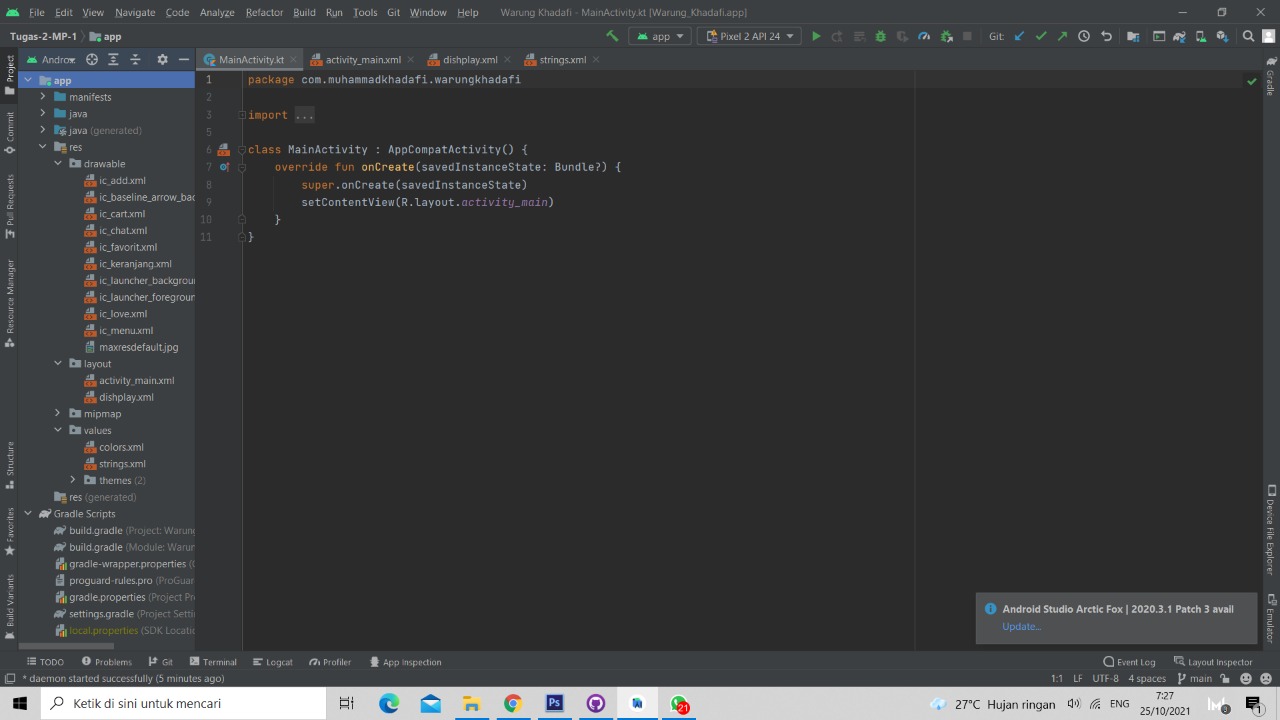 File Edit View Navigate Code Analyze Refactor Build Run Tools Git Window Help Warung Khadafi - MainActivity.kt [Warung_Khadafi.app]
Tugas-2-MP-1 app
app Pixel 2 API 24 Git:
Project
Commit
Pull Requests
Resource Manager
Structure
Favorites
Build Variants
app
manifests
java
java (generated)
res
drawable
ic_add.xml
ic_baseline_arrow_bac
ic_cart.xml
ic_chat.xml
ic_favorit.xml
ic_keranjang.xml
ic_launcher_backgroun
ic_launcher_foregroun
ic_love.xml
ic_menu.xml
maxresdefault.jpg
layout
activity_main.xml
dishplay.xml
mipmap
values
colors.xml
strings.xml
themes (2)
res (generated)
Gradle Scripts
build.gradle (Project: Warung
build.gradle (Module: Warun
gradle-wrapper.properties (G
proguard-rules.pro (ProGuar
gradle.properties (Project Pro
settings.gradle (Project Settin
local.properties (SDK Locatio
MainActivity.kt activity_main.xml dishplay.xml strings.xml
1 package com.muhammadkhadafi.warungkhadafi
2
3 import ...
5
6 class MainActivity : AppCompatActivity() {
7 override fun onCreate(savedInstanceState: Bundle?) {
8 super.onCreate(savedInstanceState)
9 setContentView(R.layout.activity_main)
10 }
11 }
Gradle
Device File Explorer
Emulator
Android Studio Arctic Fox | 2020.3.1 Patch 3 avail
Update...
TODO Problems Git Terminal Logcat Profiler App Inspection Event Log Layout Inspector
* daemon started successfully (5 minutes ago) 1:1 LF UTF-8 4 spaces main
Ketik di sini untuk mencari
Ps
21
27°C Hujan ringan ENG
7:27
25/10/2021
3
1